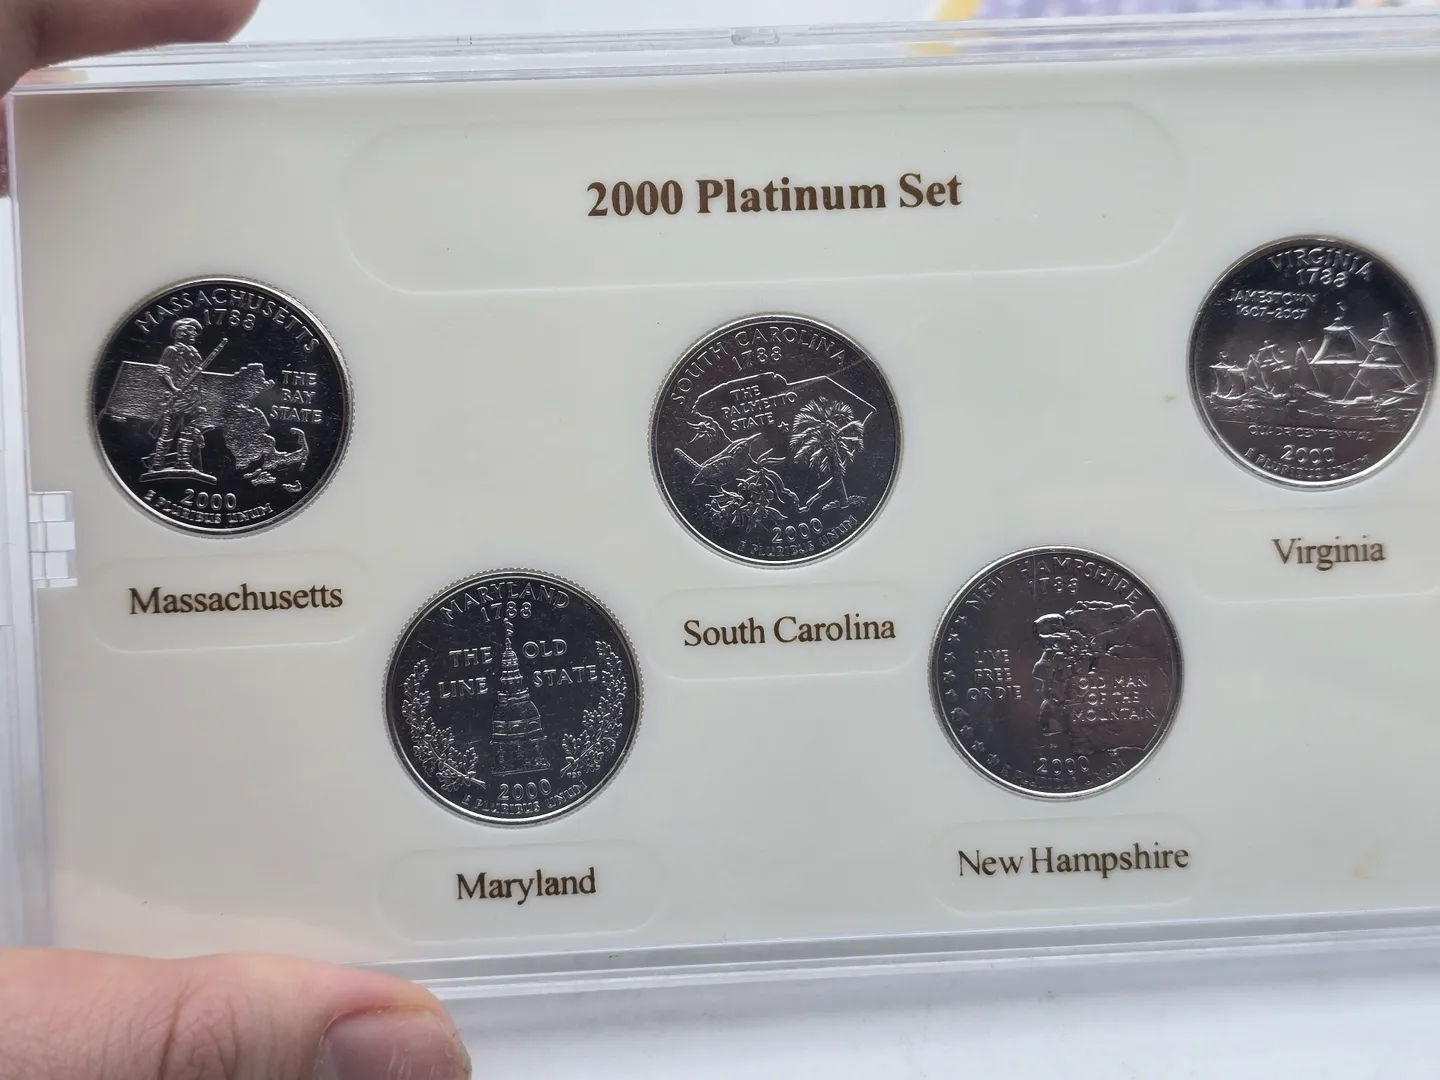 2000 Platinum Set
MASSACHUSETTS
1788
THE
BAY
STATE
2000
E PLURIBUS UNUM
Massachusetts
MARYLAND
1788
THE OLD
LINE STATE
2000
E PLURIBUS UNUM
Maryland
SOUTH CAROLINA
1788
THE
PALMETTO
STATE
2000
E PLURIBUS UNUM
South Carolina
NEW HAMPSHIRE
1788
LIVE
FREE
OR DIE
OLD MAN
OF THE
MOUNTAIN
2000
E PLURIBUS UNUM
New Hampshire
VIRGINIA
1788
JAMESTOWN
1607-2007
QUADRICENTENNIAL
2000
E PLURIBUS UNUM
Virginia